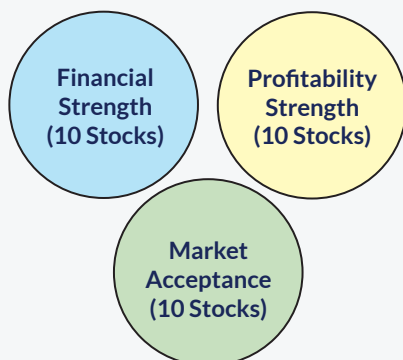 Financial
Strength
(10 Stocks)
Profitability
Strength
(10 Stocks)
Market
Acceptance
(10 Stocks)